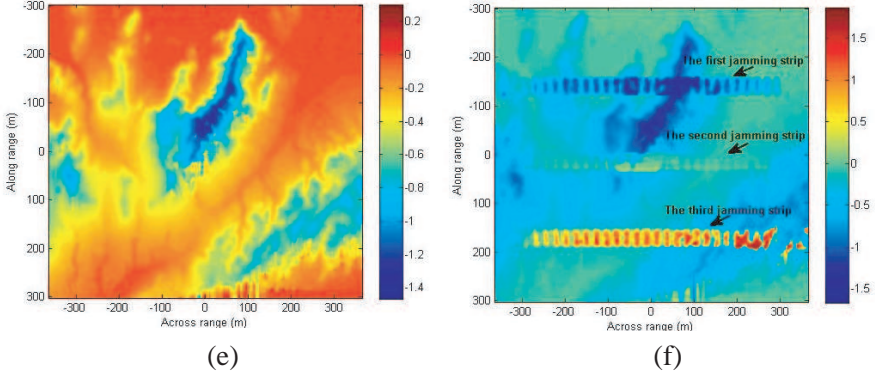 -300
-200
-100
0
100
200
300
Along range (m)
-300 -200 -100 0 100 200 300
Across range (m)
0.2
0
-0.2
-0.4
-0.6
-0.8
-1
-1.2
-1.4
(e)
-300
-200
-100
0
100
200
300
Along range (m)
The first jamming strip
The second jamming strip
The third jamming strip
-300 -200 -100 0 100 200 300
Across range (m)
1.5
1
0.5
0
-0.5
-1
-1.5
(f)